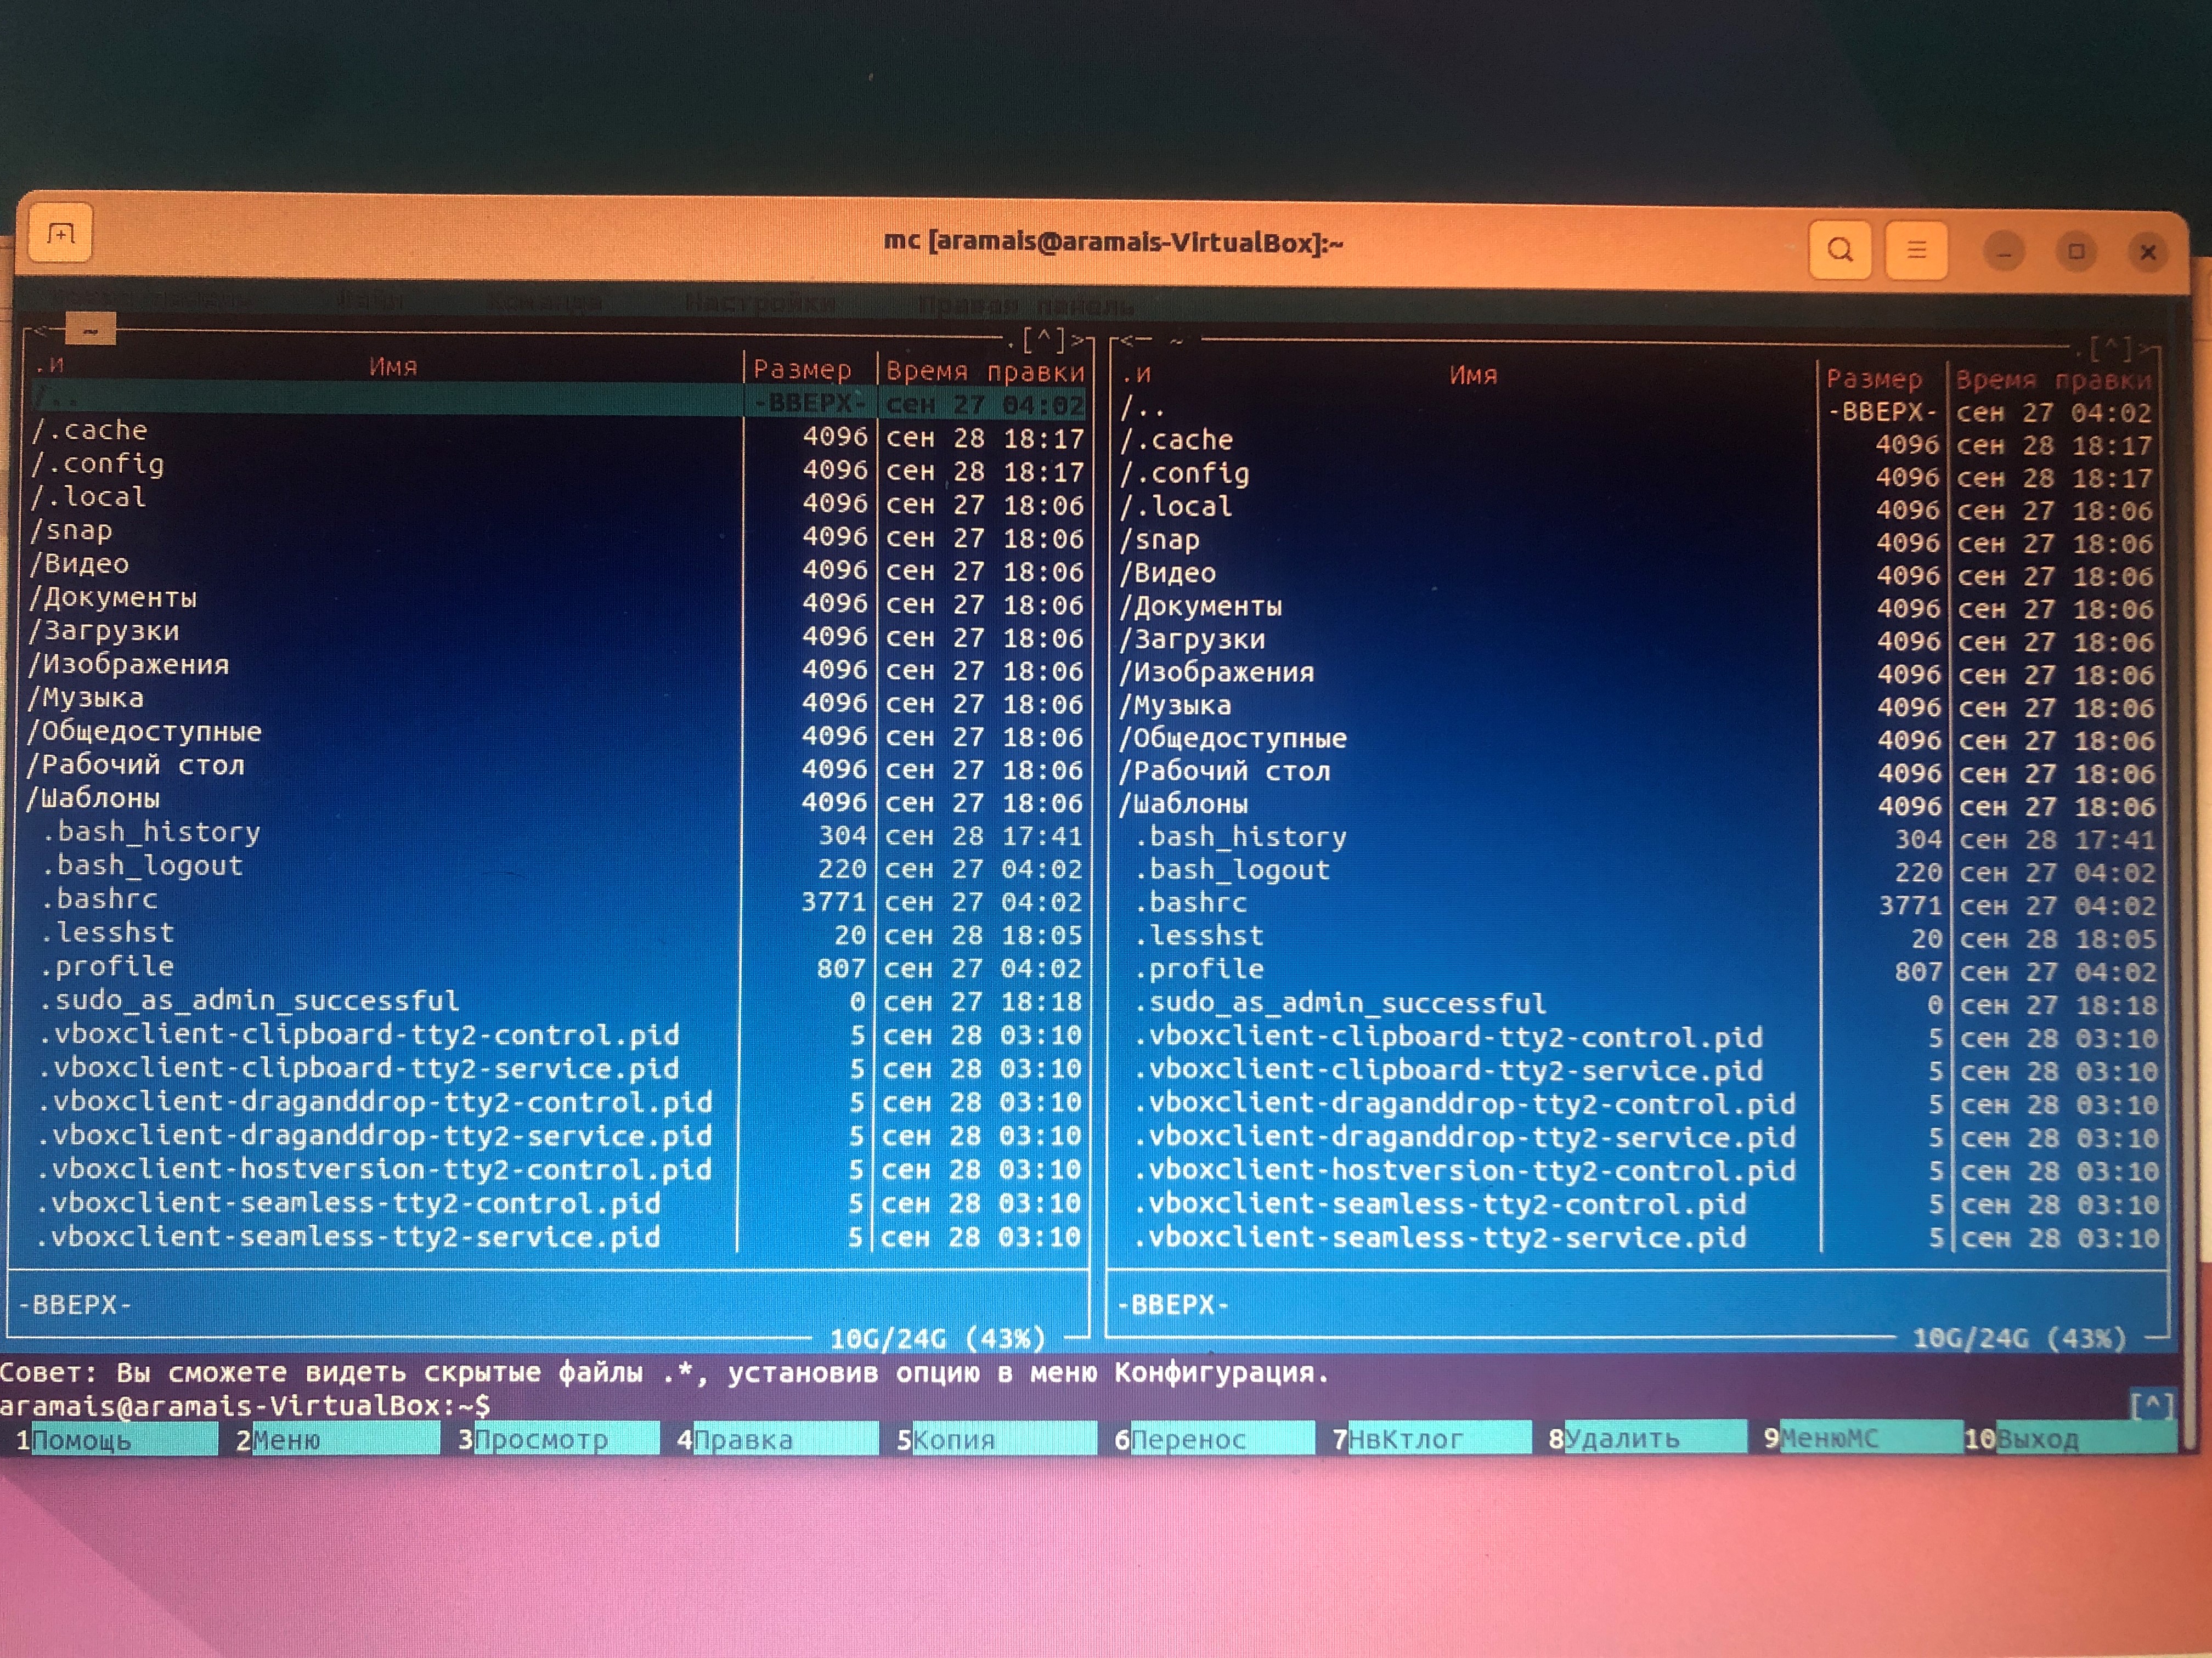 mc [aramais@aramais-VirtualBox]:~
Файл Команда Настройки Правая панель
<— ~ .[^]>
.и Имя Размер Время правки
/.. -ВВЕРХ- сен 27 04:02
/.cache 4096 сен 28 18:17
/.config 4096 сен 28 18:17
/.local 4096 сен 27 18:06
/snap 4096 сен 27 18:06
/Видео 4096 сен 27 18:06
/Документы 4096 сен 27 18:06
/Загрузки 4096 сен 27 18:06
/Изображения 4096 сен 27 18:06
/Музыка 4096 сен 27 18:06
/Общедоступные 4096 сен 27 18:06
/Рабочий стол 4096 сен 27 18:06
/Шаблоны 4096 сен 27 18:06
.bash_history 304 сен 28 17:41
.bash_logout 220 сен 27 04:02
.bashrc 3771 сен 27 04:02
.lesshst 20 сен 28 18:05
.profile 807 сен 27 04:02
.sudo_as_admin_successful 0 сен 27 18:18
.vboxclient-clipboard-tty2-control.pid 5 сен 28 03:10
.vboxclient-clipboard-tty2-service.pid 5 сен 28 03:10
.vboxclient-draganddrop-tty2-control.pid 5 сен 28 03:10
.vboxclient-draganddrop-tty2-service.pid 5 сен 28 03:10
.vboxclient-hostversion-tty2-control.pid 5 сен 28 03:10
.vboxclient-seamless-tty2-control.pid 5 сен 28 03:10
.vboxclient-seamless-tty2-service.pid 5 сен 28 03:10
-ВВЕРХ-
10G/24G (43%)
<— ~ .[^]>
.и Имя Размер Время правки
/.. -ВВЕРХ- сен 27 04:02
/.cache 4096 сен 28 18:17
/.config 4096 сен 28 18:17
/.local 4096 сен 27 18:06
/snap 4096 сен 27 18:06
/Видео 4096 сен 27 18:06
/Документы 4096 сен 27 18:06
/Загрузки 4096 сен 27 18:06
/Изображения 4096 сен 27 18:06
/Музыка 4096 сен 27 18:06
/Общедоступные 4096 сен 27 18:06
/Рабочий стол 4096 сен 27 18:06
/Шаблоны 4096 сен 27 18:06
.bash_history 304 сен 28 17:41
.bash_logout 220 сен 27 04:02
.bashrc 3771 сен 27 04:02
.lesshst 20 сен 28 18:05
.profile 807 сен 27 04:02
.sudo_as_admin_successful 0 сен 27 18:18
.vboxclient-clipboard-tty2-control.pid 5 сен 28 03:10
.vboxclient-clipboard-tty2-service.pid 5 сен 28 03:10
.vboxclient-draganddrop-tty2-control.pid 5 сен 28 03:10
.vboxclient-draganddrop-tty2-service.pid 5 сен 28 03:10
.vboxclient-hostversion-tty2-control.pid 5 сен 28 03:10
.vboxclient-seamless-tty2-control.pid 5 сен 28 03:10
.vboxclient-seamless-tty2-service.pid 5 сен 28 03:10
-ВВЕРХ-
10G/24G (43%)
Совет: Вы сможете видеть скрытые файлы .*, установив опцию в меню Конфигурация.
aramais@aramais-VirtualBox:~$ [^]
1Помощь 2Меню 3Просмотр 4Правка 5Копия 6Перенос 7НвКтлог 8Удалить 9МенюMC 10Выход